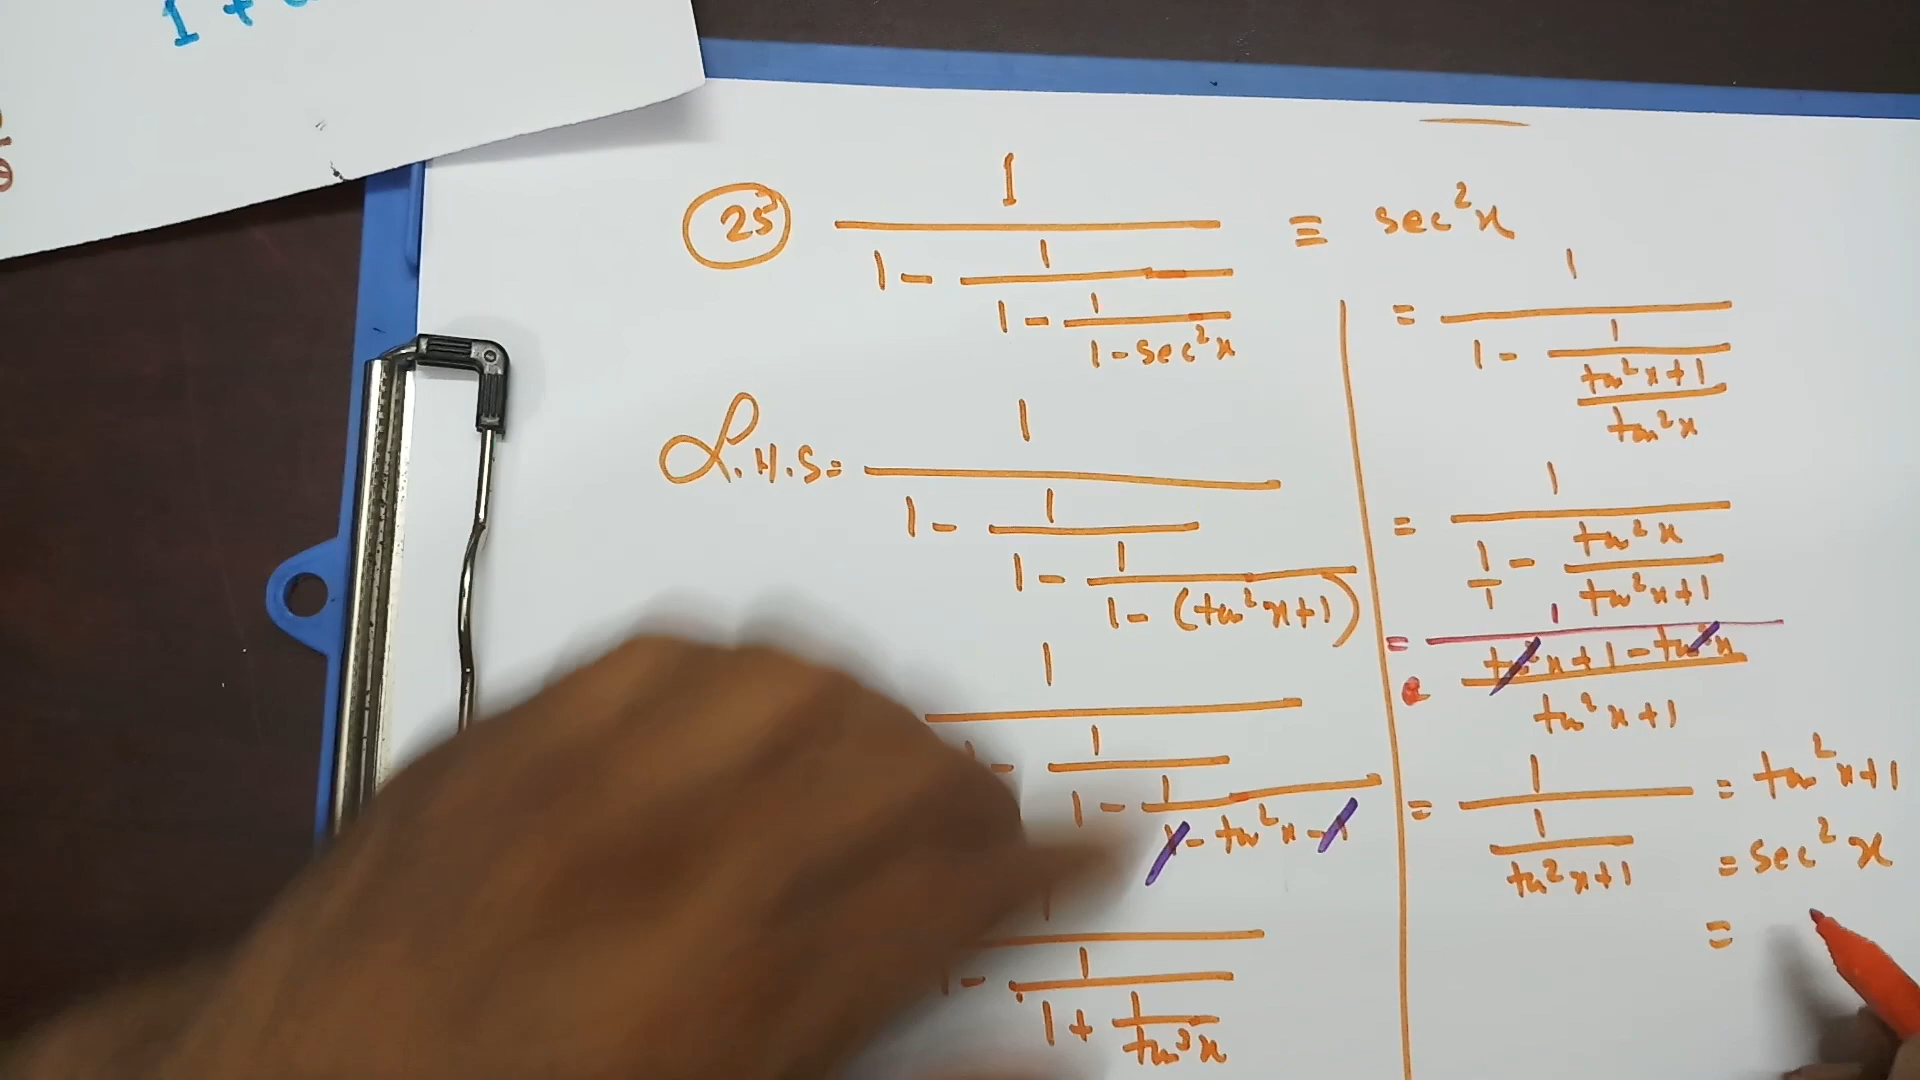 1 +
25 1 / (1 - 1 / (1 - 1 / (1 - sec²x))) ≡ sec²x
L.H.S = 1 / (1 - 1 / (1 - 1 / (1 - (tan²x+1))))
1 / (- 1 / (1 - 1 / (1 - tan²x - 1)))
1 / (- 1 / (1 + 1 / tan²x))
= 1 / (1 - 1 / ((tan²x+1) / tan²x))
= 1 / (1/1 - tan²x / (tan²x+1))
= 1 / ((tan²x+1 - tan²x) / (tan²x+1))
= 1 / (1 / (tan²x+1)) = tan²x+1
= sec²x
=